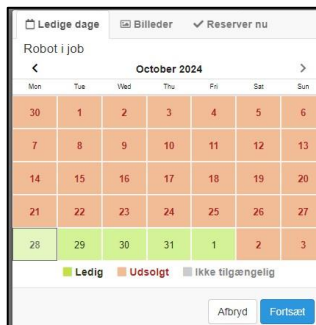 Ledige dage Billeder Reserver nu
Robot i job
October 2024
Mon Tue Wed Thu Fri Sat Sun
30 1 2 3 4 5 6
7 8 9 10 11 12 13
14 15 16 17 18 19 20
21 22 23 24 25 26 27
28 29 30 31 1 2 3
Ledig Udsolgt Ikke tilgængelig
Afbryd Fortsæt